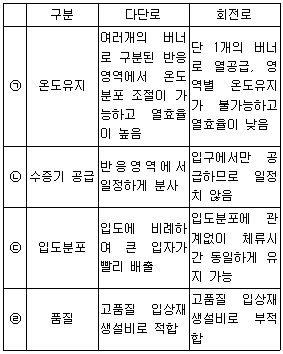 구분 다단로 회전로
㉠ 온도유지
여러개의 버너
로 구분된 반응
영역에서 온도
분포 조절이 가
능하고 열효율
이 높음
단 1개의 버너
로 열공급, 영
역별 온도유지
가 불가능하고
열효율이 낮음
㉡ 수증기 공급
반응영역에서
일정하게 분사
입구에서만 공
급하므로 일정
치 않음
㉢ 입도분포
입도에 비례하
며 큰 입자가
빨리 배출
입도분포에 관
계없이 체류시
간 동일하게 유
지 가능
㉣ 품질
고품질 입상재
생설비로 적합
고품질 입상재
생설비로 부적
합